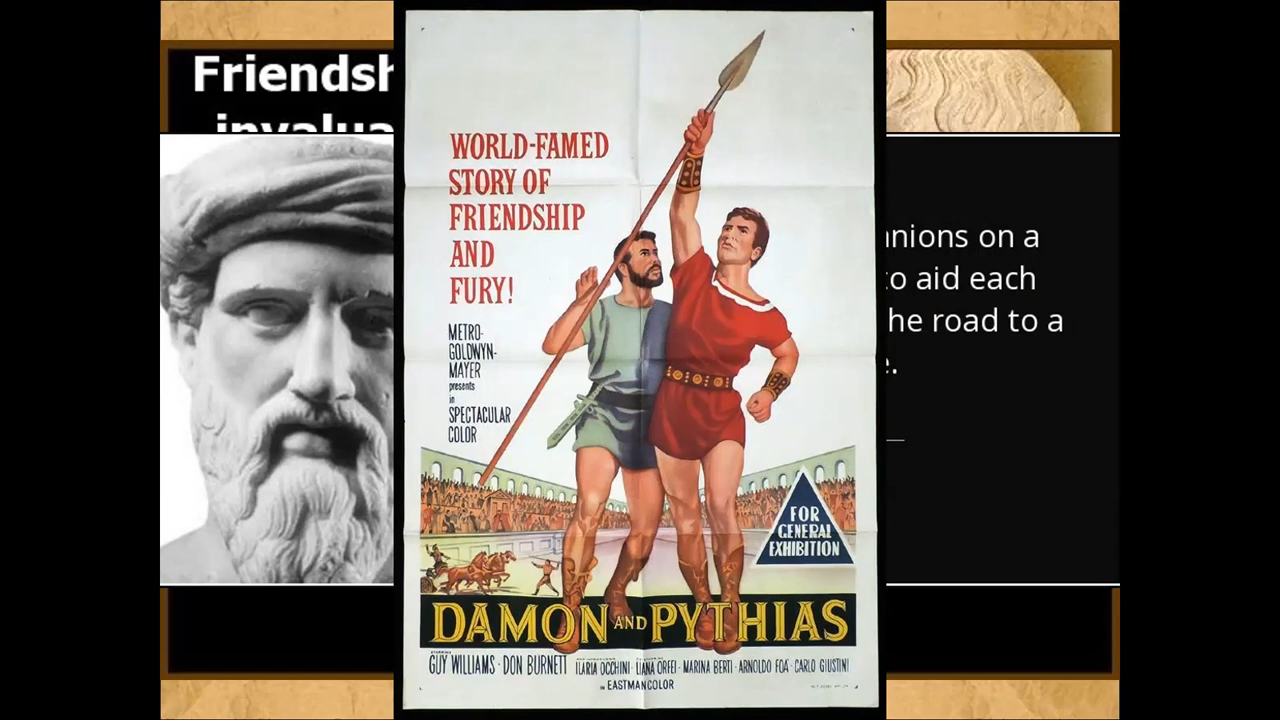 Friendsh
invalua
nions on a
to aid each
he road to a
e.
WORLD-FAMED
STORY OF
FRIENDSHIP
AND
FURY!
METRO-
GOLDWYN-
MAYER
presents
in
SPECTACULAR
COLOR
FOR
GENERAL
EXHIBITION
DAMON AND PYTHIAS
GUY WILLIAMS · DON BURNETT ILARIA OCCHINI · LIANA ORFEI · MARINA BERTI · ARNOLDO FOA · CARLO GIUSTINI
IN EASTMANCOLOR